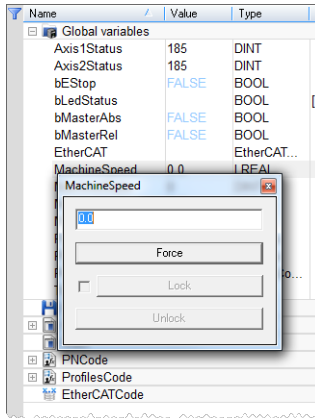 Name Value Type
Global variables
Axis1Status 185 DINT
Axis2Status 185 DINT
bEStop FALSE BOOL
bLedStatus BOOL
bMasterAbs FALSE BOOL
bMasterRel FALSE BOOL
EtherCAT EtherCAT...
MachineSpeed 0.0 LREAL
MachineSpeed
0.0
Force
Lock
Unlock
PNCode
ProfilesCode
EtherCATCode